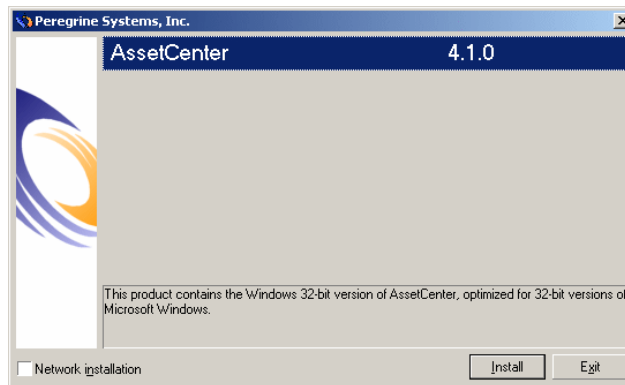 Peregrine Systems, Inc.
AssetCenter 4.1.0
This product contains the Windows 32-bit version of AssetCenter, optimized for 32-bit versions of
Microsoft Windows.
Network installation
Install
Exit